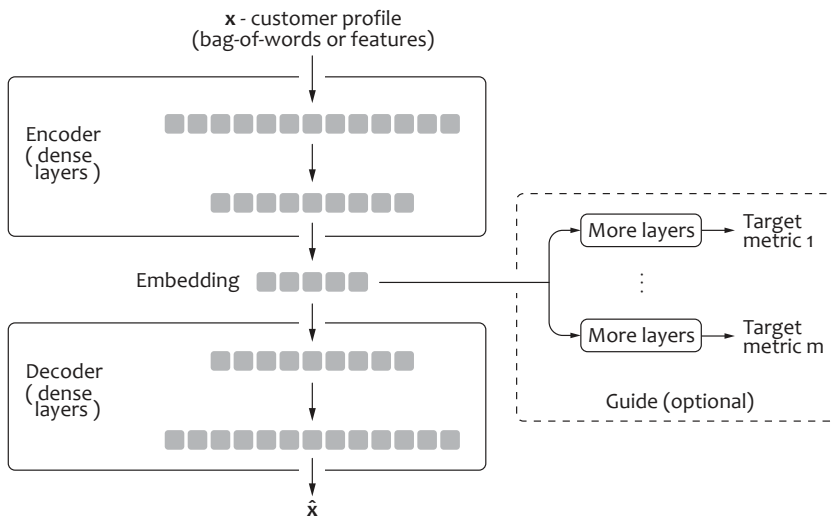 x - customer profile
(bag-of-words or features)
Encoder
( dense
layers )
Embedding
Decoder
( dense
layers )
x̂
More layers
Target
metric 1
⋮
More layers
Target
metric m
Guide (optional)